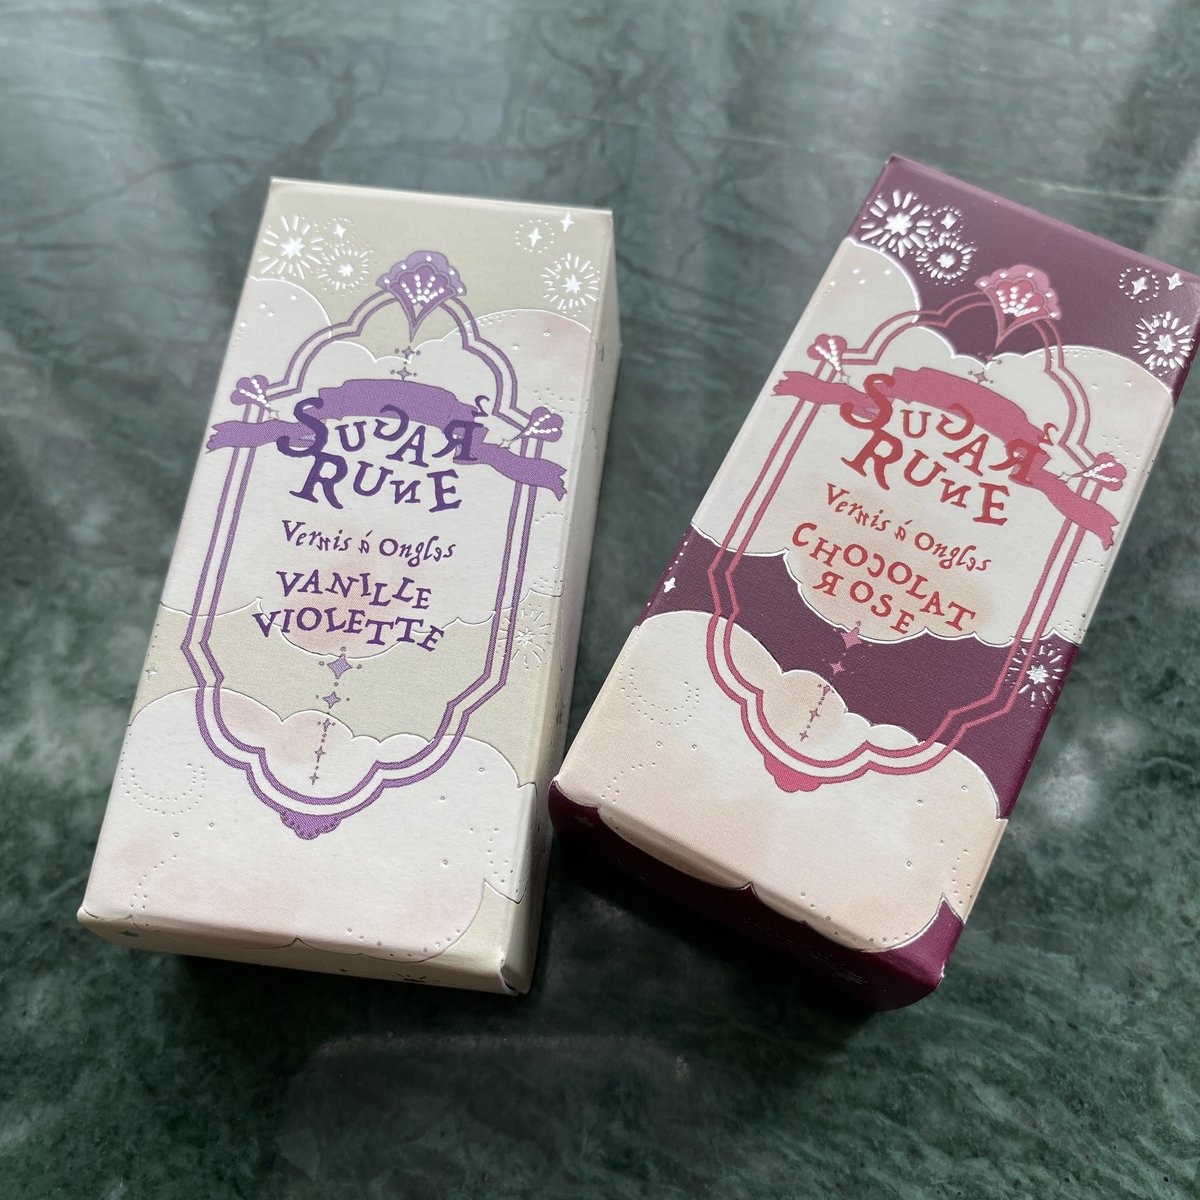 SUGAR
RUNE
Vernis á Ongles
VANILLE
VIOLETTE
SUGAR
RUNE
Vernis á Ongles
CHOCOLAT
ROSE